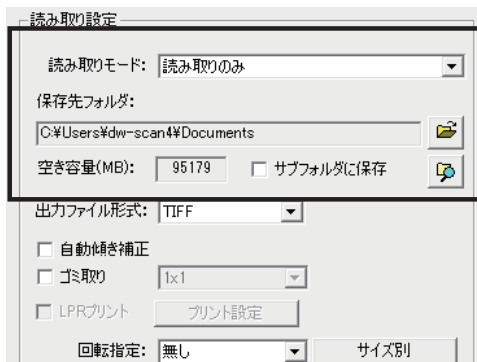 読み取り設定
読み取りモード: 読み取りのみ
保存先フォルダ:
C:¥Users¥dw-scan4¥Documents
空き容量(MB): 95179 サブフォルダに保存
出力ファイル形式: TIFF
自動傾き補正
ゴミ取り 1x1
LPRプリント プリント設定
回転指定: 無し サイズ別